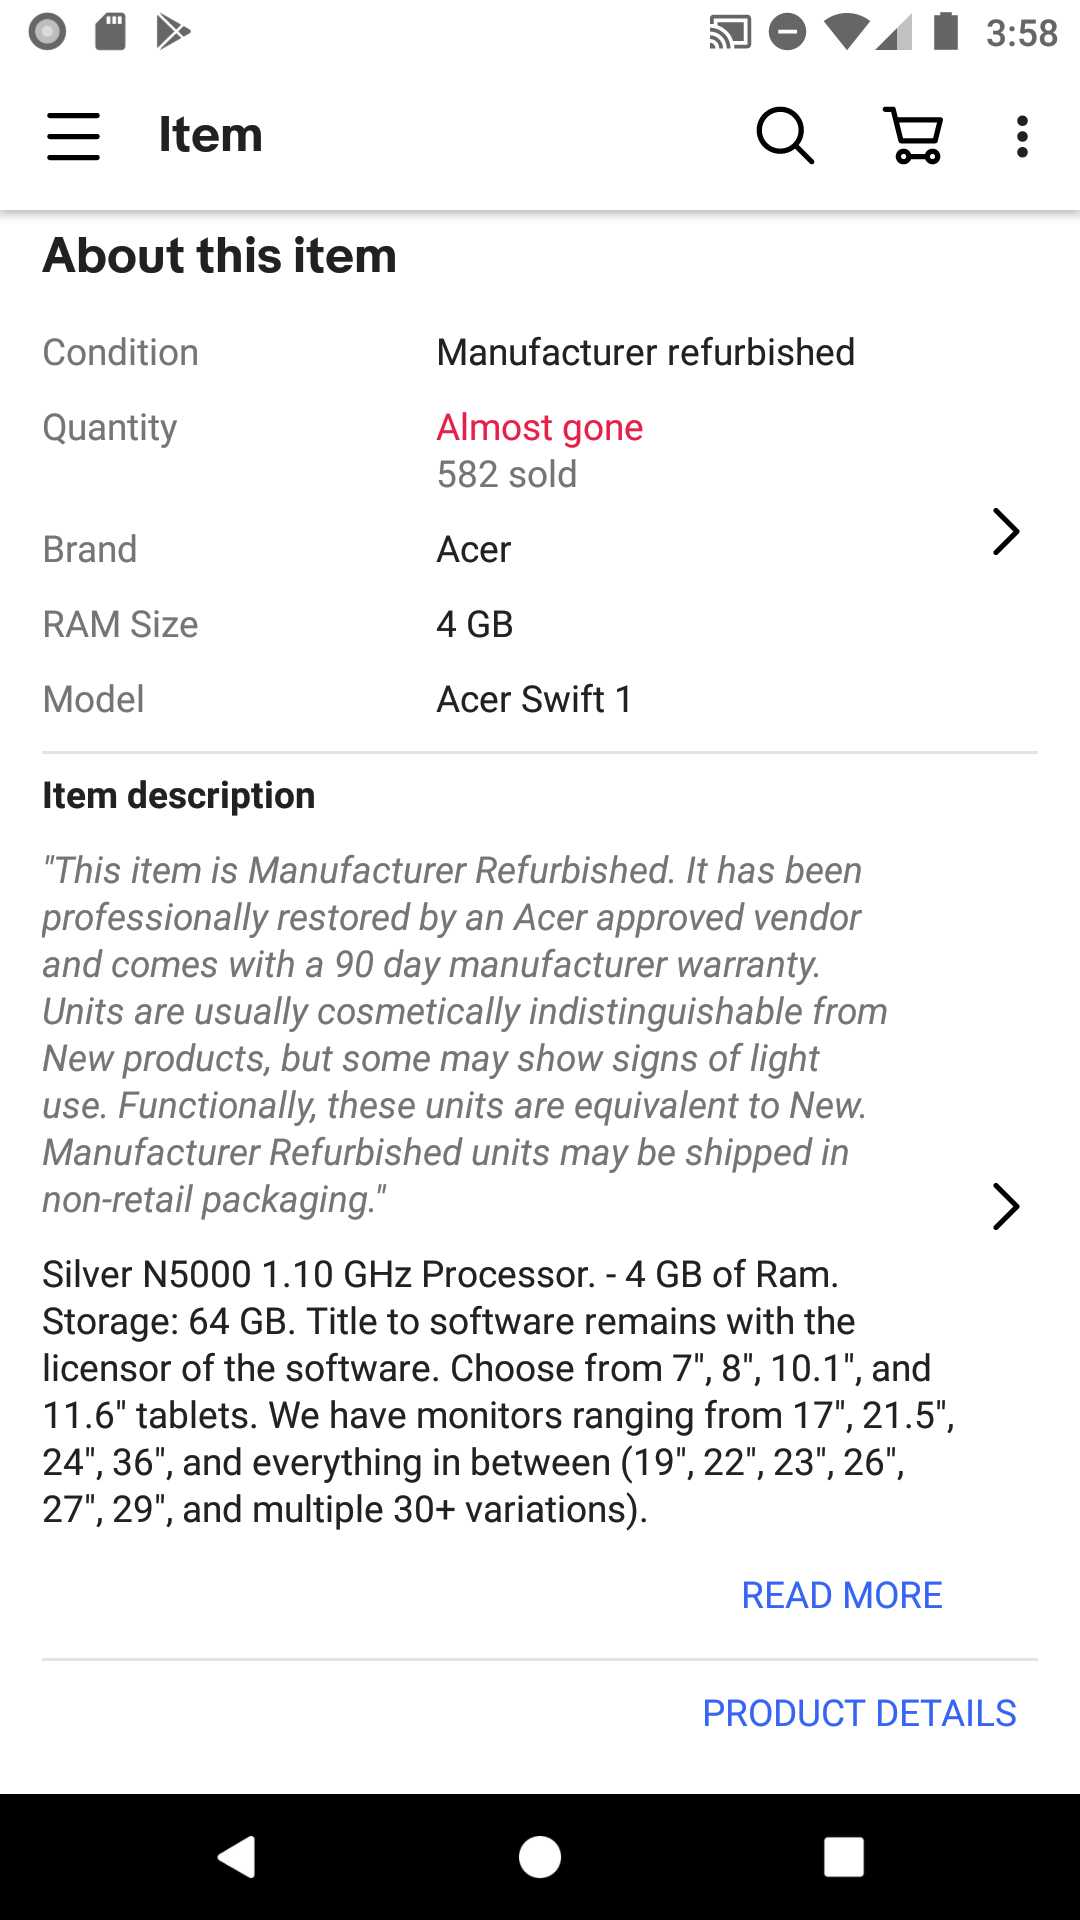 3:58
Item
About this item
Condition Manufacturer refurbished
Quantity Almost gone
582 sold
Brand Acer
RAM Size 4 GB
Model Acer Swift 1
Item description
"This item is Manufacturer Refurbished. It has been
professionally restored by an Acer approved vendor
and comes with a 90 day manufacturer warranty.
Units are usually cosmetically indistinguishable from
New products, but some may show signs of light
use. Functionally, these units are equivalent to New.
Manufacturer Refurbished units may be shipped in
non-retail packaging."
Silver N5000 1.10 GHz Processor. - 4 GB of Ram.
Storage: 64 GB. Title to software remains with the
licensor of the software. Choose from 7", 8", 10.1", and
11.6" tablets. We have monitors ranging from 17", 21.5",
24", 36", and everything in between (19", 22", 23", 26",
27", 29", and multiple 30+ variations).
READ MORE
PRODUCT DETAILS